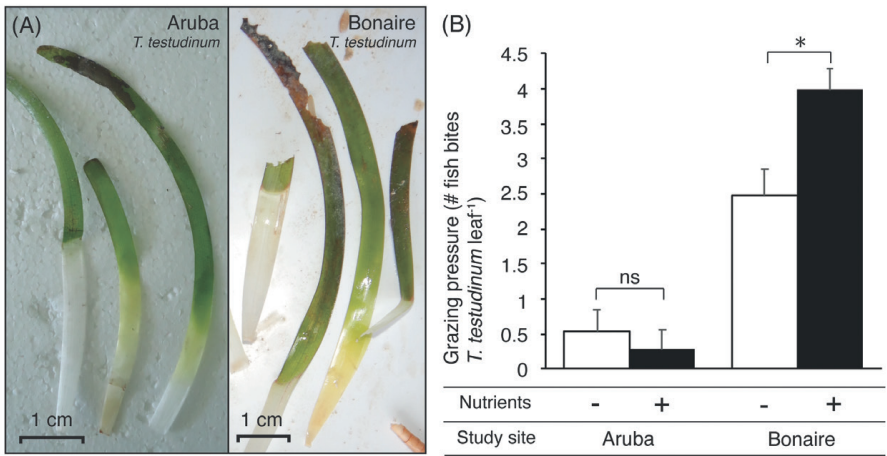 (A)
Aruba
T. testudinum
1 cm
Bonaire
T. testudinum
1 cm
(B)
Grazing pressure (# fish bites
T. testudinum leaf⁻¹)
4.5
4
3.5
3
2.5
2
1.5
1
0.5
0
ns
*
Nutrients - + - +
Study site Aruba Bonaire